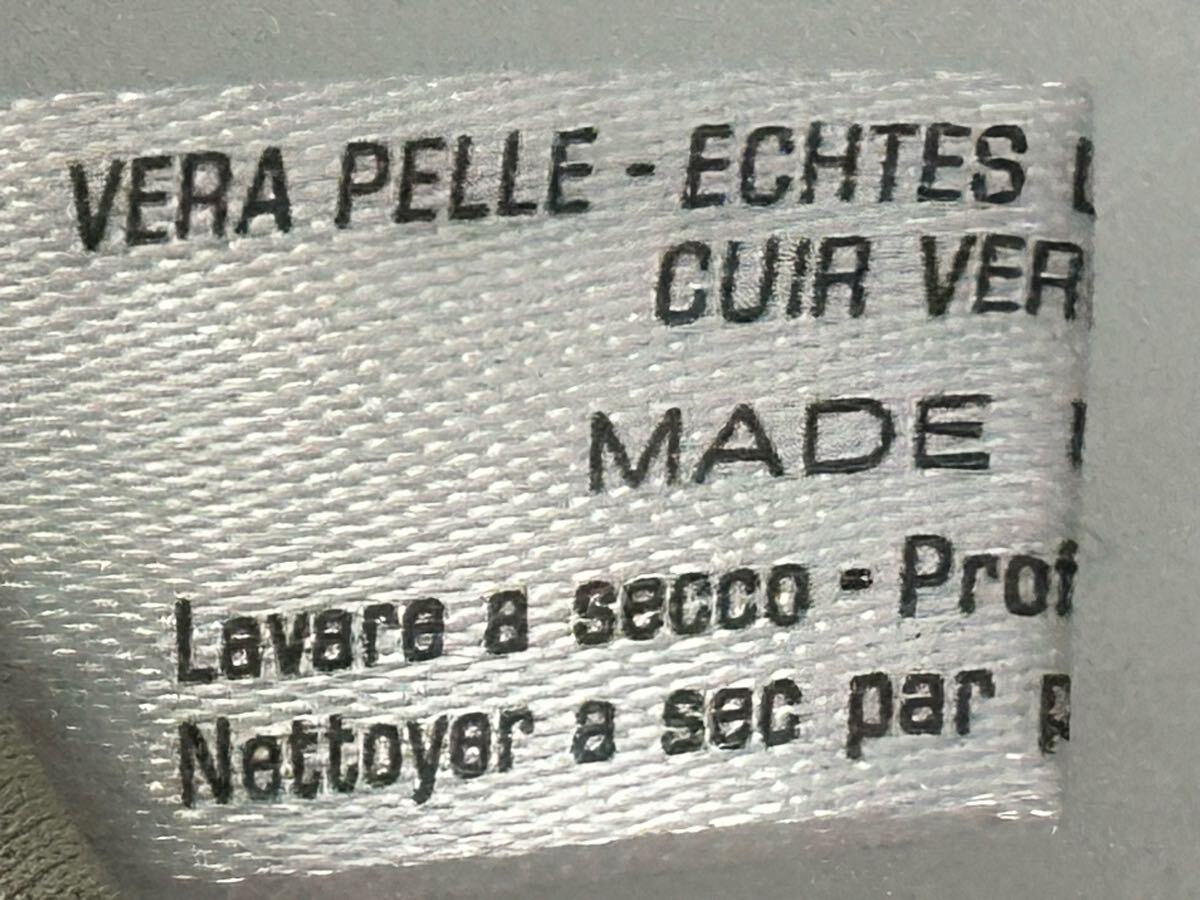 VERA PELLE - ECHTES
CUIR VER
MADE
Lavare a secco - Prof
Nettoyer a sec par p